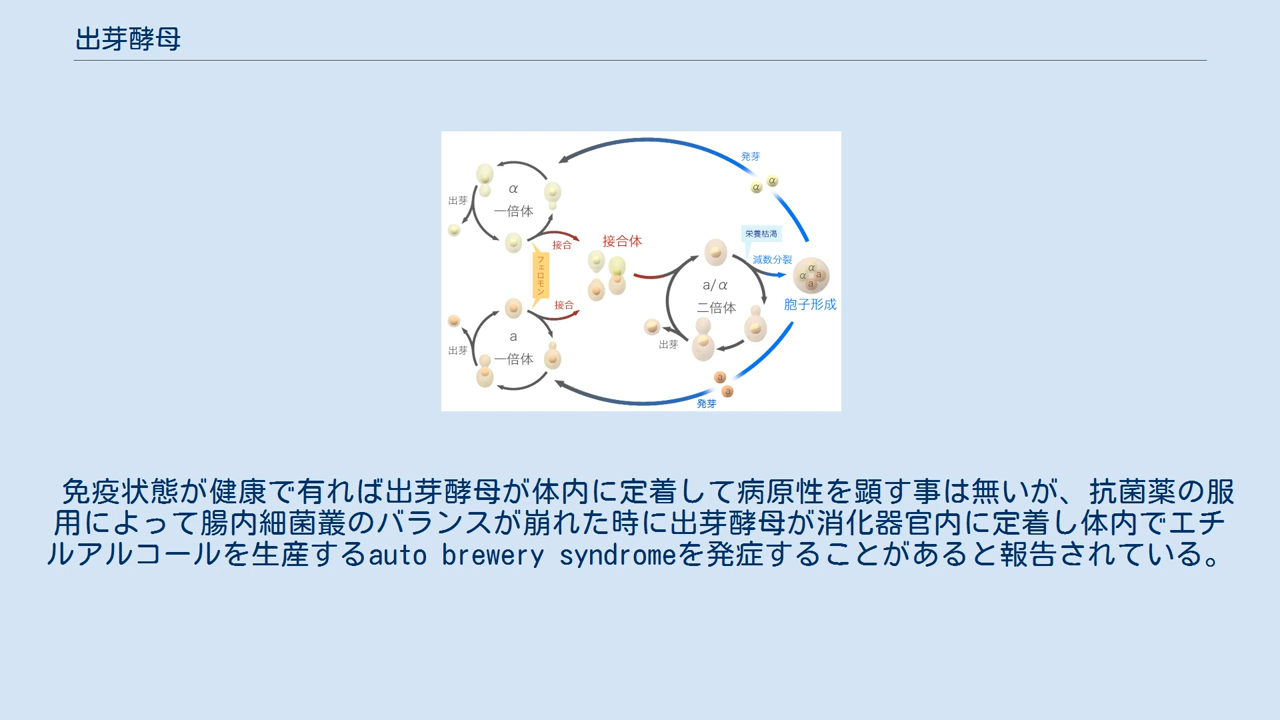 出芽酵母
発芽
α
α
α
一倍体
出芽
接合
接合体
フェロモン
栄養枯渇
減数分裂
α
α
a
a
胞子形成
a/α
二倍体
出芽
接合
a
一倍体
出芽
a
a
発芽
免疫状態が健康で有れば出芽酵母が体内に定着して病原性を顕す事は無いが、抗菌薬の服
用によって腸内細菌叢のバランスが崩れた時に出芽酵母が消化器官内に定着し体内でエチ
ルアルコールを生産するauto brewery syndromeを発症することがあると報告されている。